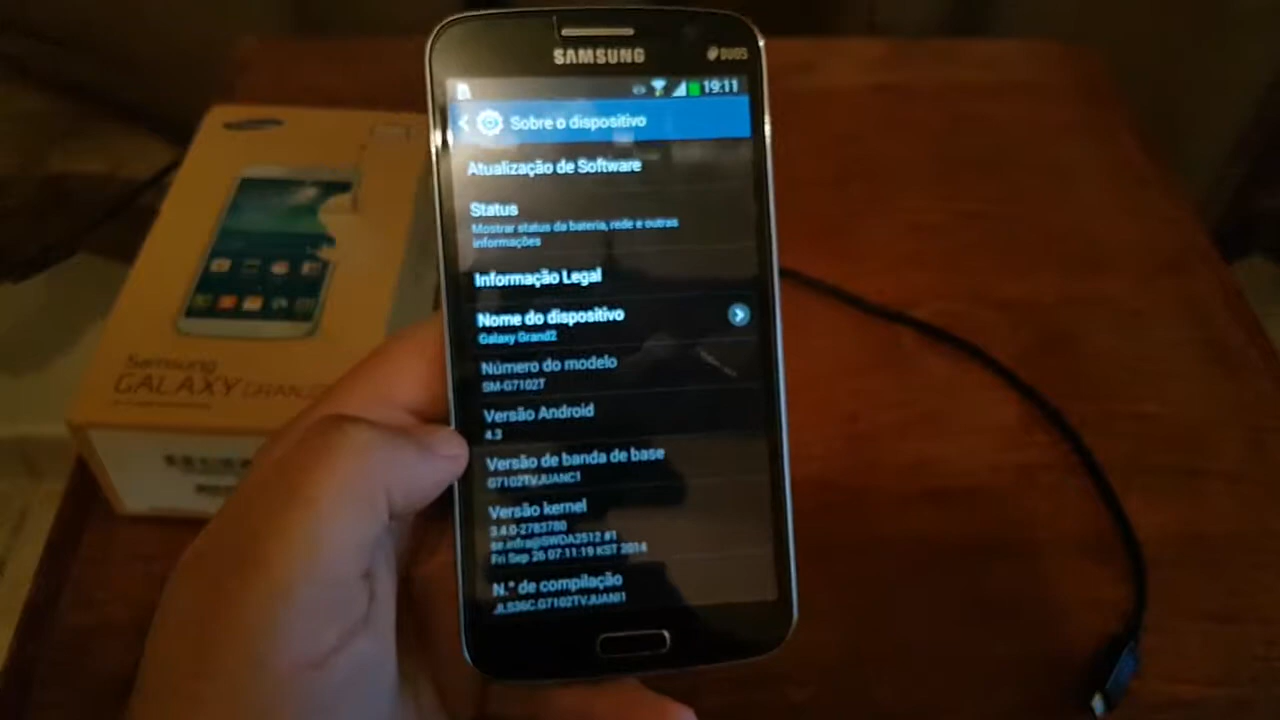 SAMSUNG
DUOS
19:11
Sobre o dispositivo
Atualização de Software
Status
Mostrar status da bateria, rede e outras
informações
Informação Legal
Nome do dispositivo
Galaxy Grand2
Número do modelo
SM-G7102T
Versão Android
4.3
Versão de banda de base
G7102TVJUANC1
Versão kernel
3.4.0-2783780
se.infra@SWDA2512 #1
Fri Sep 26 07:11:19 KST 2014
N.° de compilação
JLS36C.G7102TVJUANI1
Samsung
GALAXY